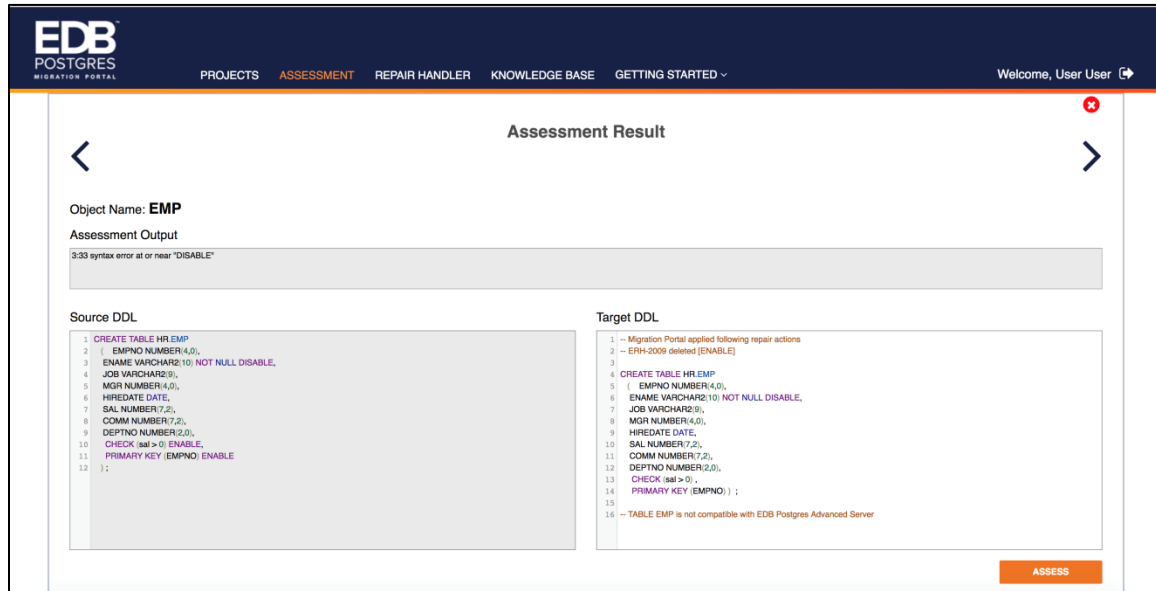 EDB
POSTGRES
MIGRATION PORTAL
PROJECTS ASSESSMENT REPAIR HANDLER KNOWLEDGE BASE GETTING STARTED
Welcome, User User
Assessment Result
Object Name: EMP
Assessment Output
3:33 syntax error at or near "DISABLE"
Source DDL
1 CREATE TABLE HR.EMP
2 ( EMPNO NUMBER(4,0),
3 ENAME VARCHAR2(10) NOT NULL DISABLE,
4 JOB VARCHAR2(9),
5 MGR NUMBER(4,0),
6 HIREDATE DATE,
7 SAL NUMBER(7,2),
8 COMM NUMBER(7,2),
9 DEPTNO NUMBER(2,0),
10 CHECK (sal > 0) ENABLE,
11 PRIMARY KEY (EMPNO) ENABLE
12 ) ;
Target DDL
1 -- Migration Portal applied following repair actions
2 -- ERH-2009 deleted [ENABLE]
3
4 CREATE TABLE HR.EMP
5 ( EMPNO NUMBER(4,0),
6 ENAME VARCHAR2(10) NOT NULL DISABLE,
7 JOB VARCHAR2(9),
8 MGR NUMBER(4,0),
9 HIREDATE DATE,
10 SAL NUMBER(7,2),
11 COMM NUMBER(7,2),
12 DEPTNO NUMBER(2,0),
13 CHECK (sal > 0) ,
14 PRIMARY KEY (EMPNO) ) ;
15
16 -- TABLE EMP is not compatible with EDB Postgres Advanced Server
ASSESS